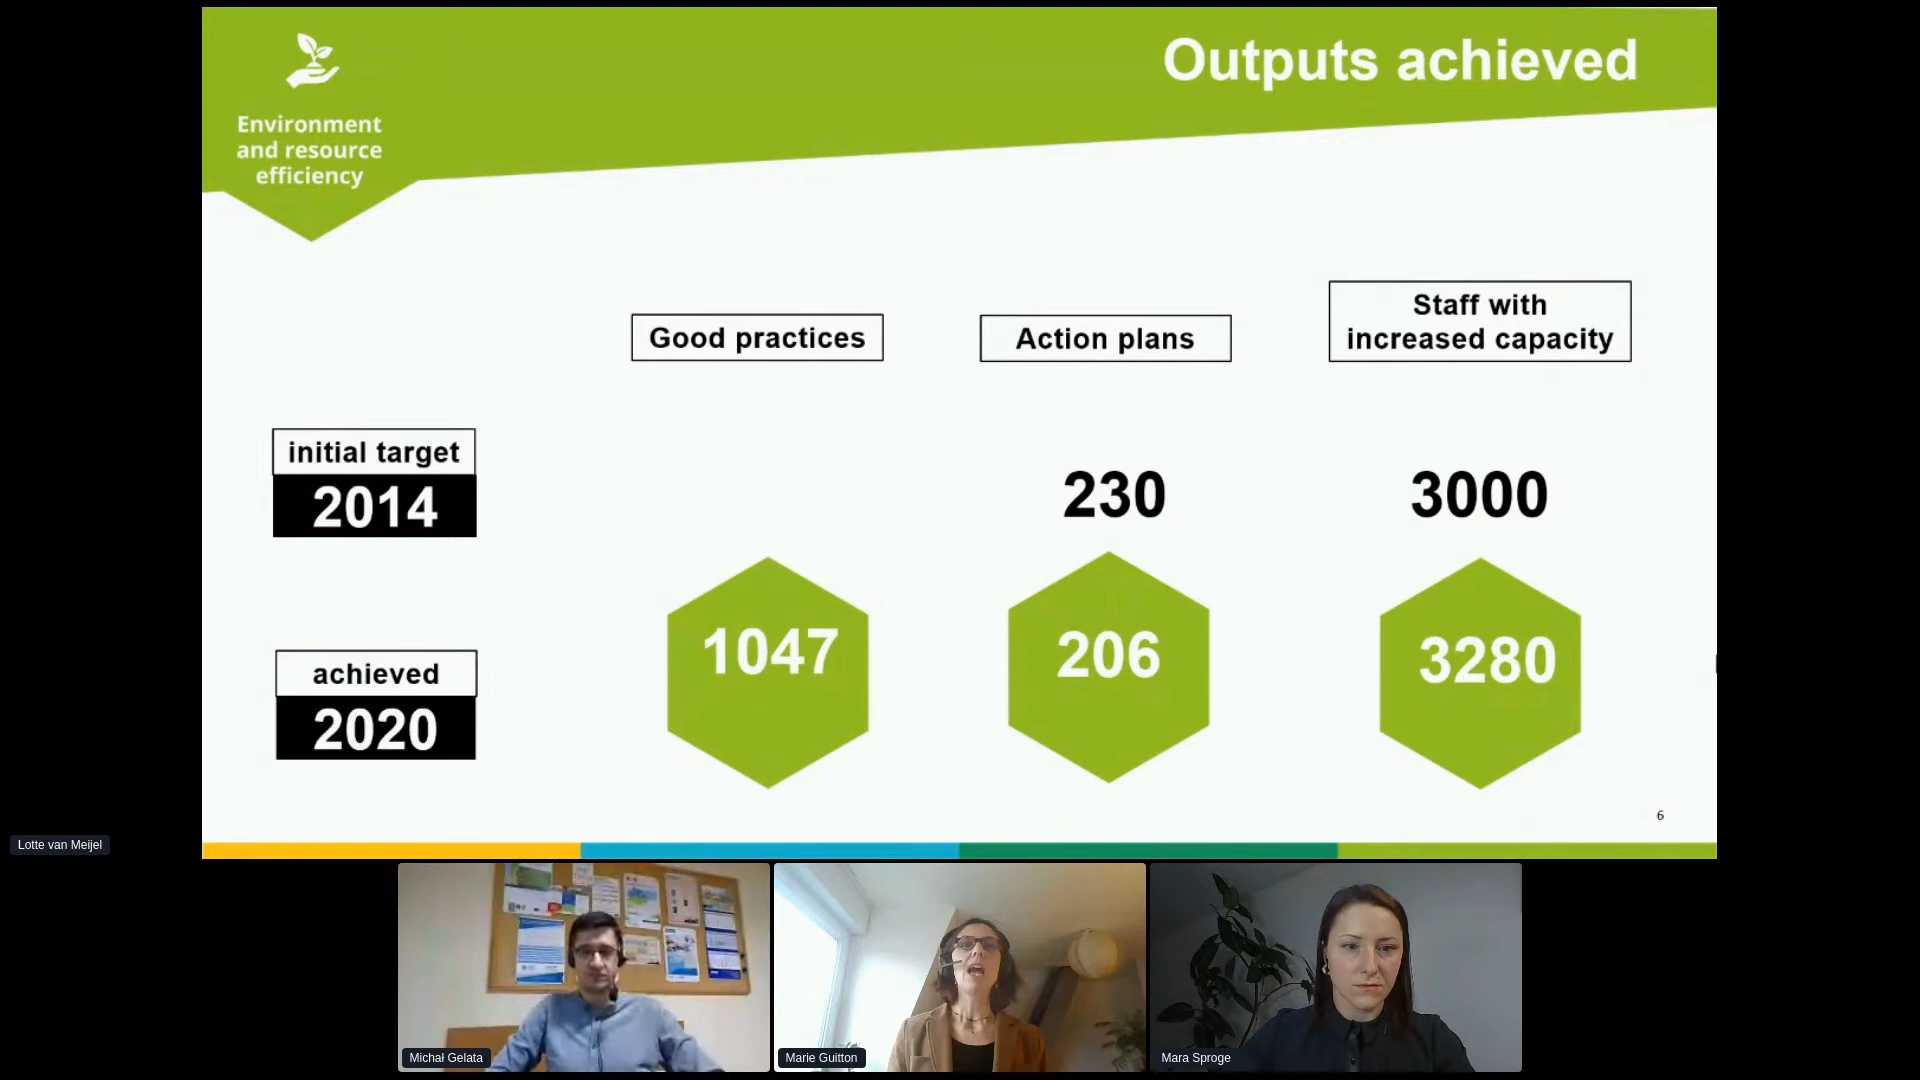 Outputs achieved
Environment
and resource
efficiency
Good practices
Action plans
Staff with
increased capacity
initial target
2014
230
3000
achieved
2020
1047
206
3280
6
Lotte van Meijel
Michał Gelata
Marie Guitton
Mara Sproge